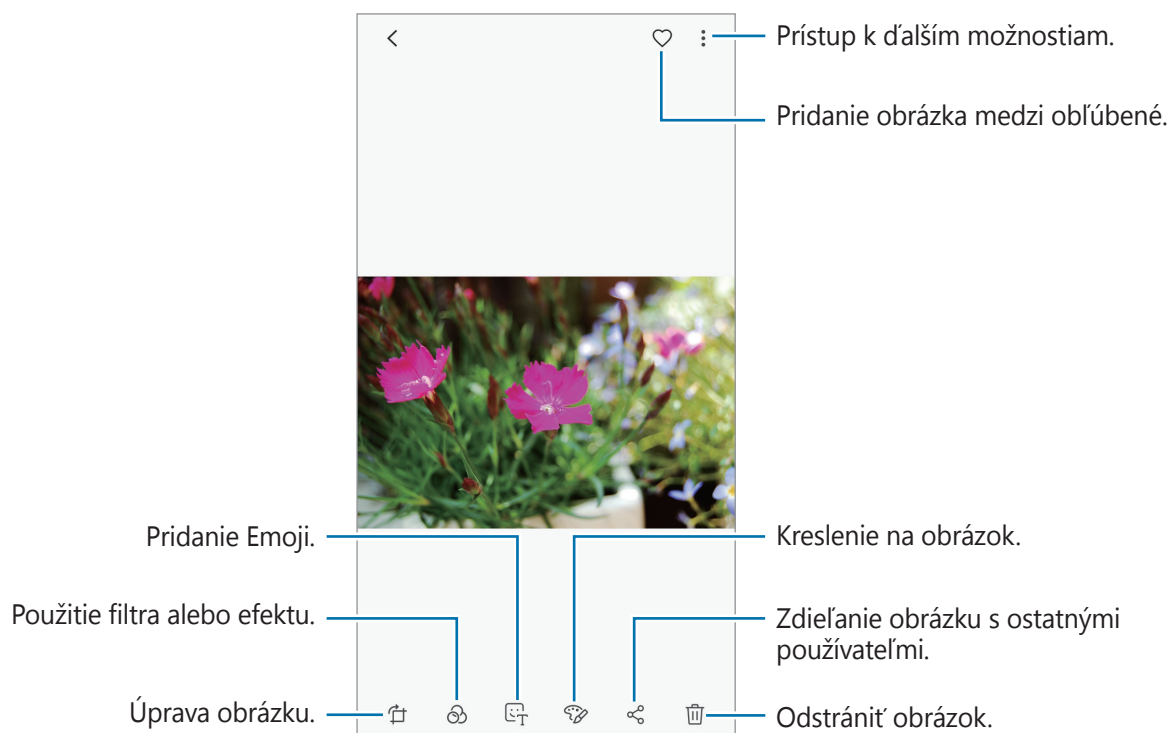 Prístup k ďalším možnostiam.
Pridanie obrázka medzi obľúbené.
Pridanie Emoji.
Kreslenie na obrázok.
Použitie filtra alebo efektu.
Zdieľanie obrázku s ostatnými
používateľmi.
Úprava obrázku.
Odstrániť obrázok.